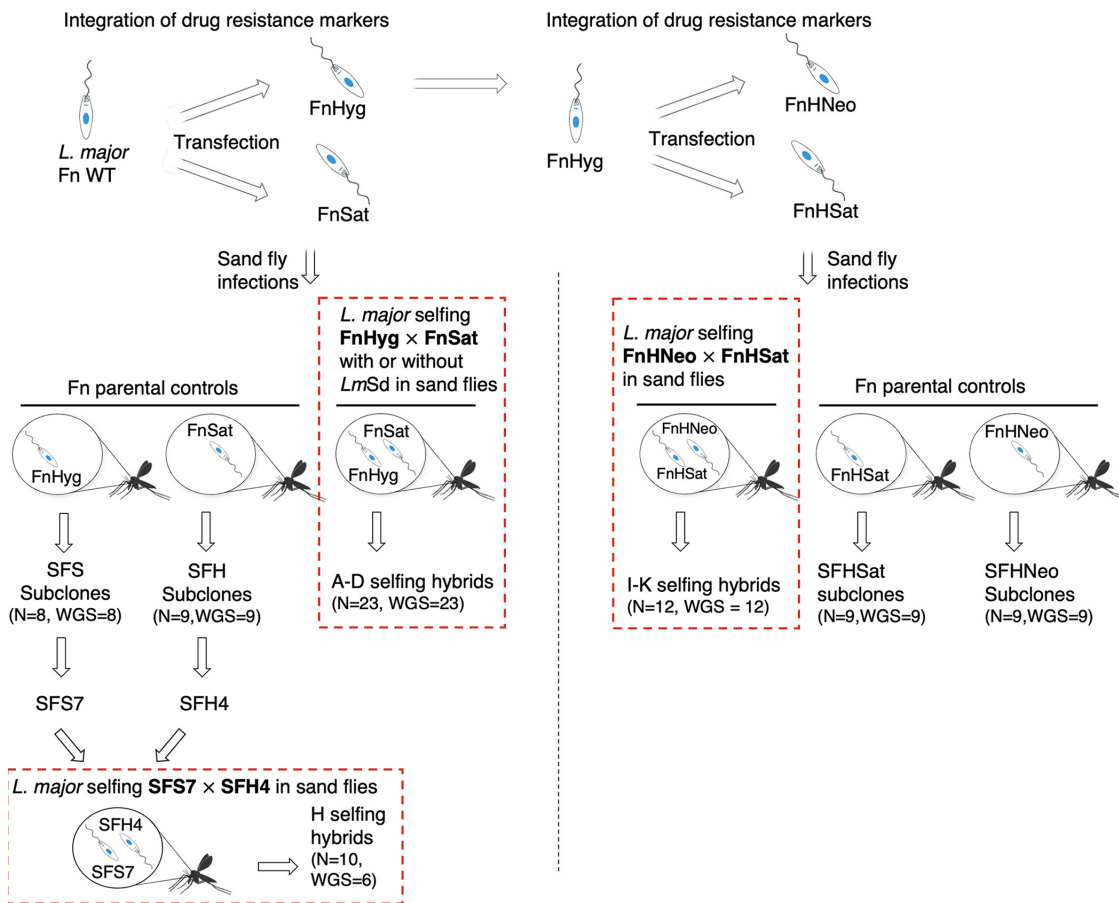 Integration of drug resistance markers
L. major
Fn WT
Transfection
FnHyg
FnSat
Integration of drug resistance markers
FnHyg
Transfection
FnHNeo
FnHSat
Sand fly
infections
Sand fly
infections
Fn parental controls
FnHyg
FnSat
L. major selfing
FnHyg × FnSat
with or without
LmSd in sand flies
FnSat
FnHyg
SFS
Subclones
(N=8, WGS=8)
SFH
Subclones
(N=9,WGS=9)
A-D selfing hybrids
(N=23, WGS=23)
SFS7
SFH4
L. major selfing SFS7 × SFH4 in sand flies
SFH4
SFS7
H selfing
hybrids
(N=10,
WGS=6)
L. major selfing
FnHNeo × FnHSat
in sand flies
FnHNeo
FnHSat
I-K selfing hybrids
(N=12, WGS = 12)
Fn parental controls
FnHSat
FnHNeo
SFHSat
subclones
(N=9,WGS=9)
SFHNeo
Subclones
(N=9,WGS=9)